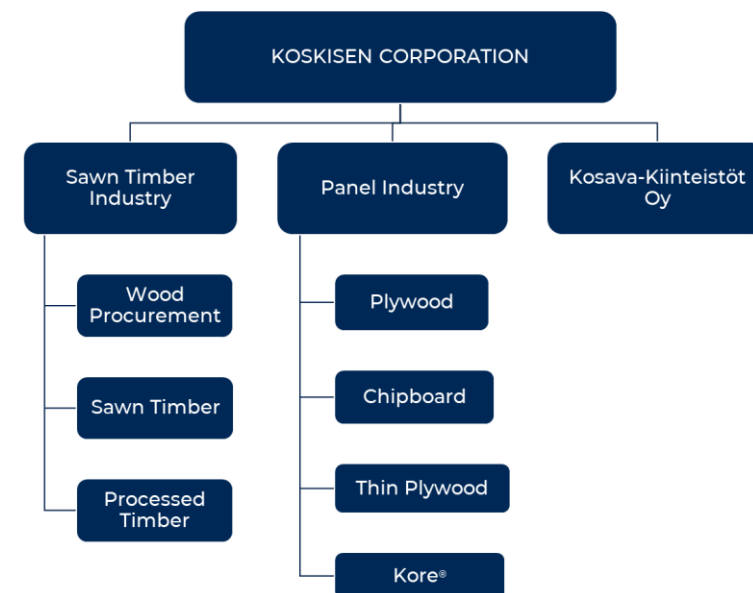 KOSKISEN CORPORATION
Sawn Timber
Industry
Panel Industry
Kosava-Kiinteistöt
Oy
Wood
Procurement
Sawn Timber
Processed
Timber
Plywood
Chipboard
Thin Plywood
Kore®